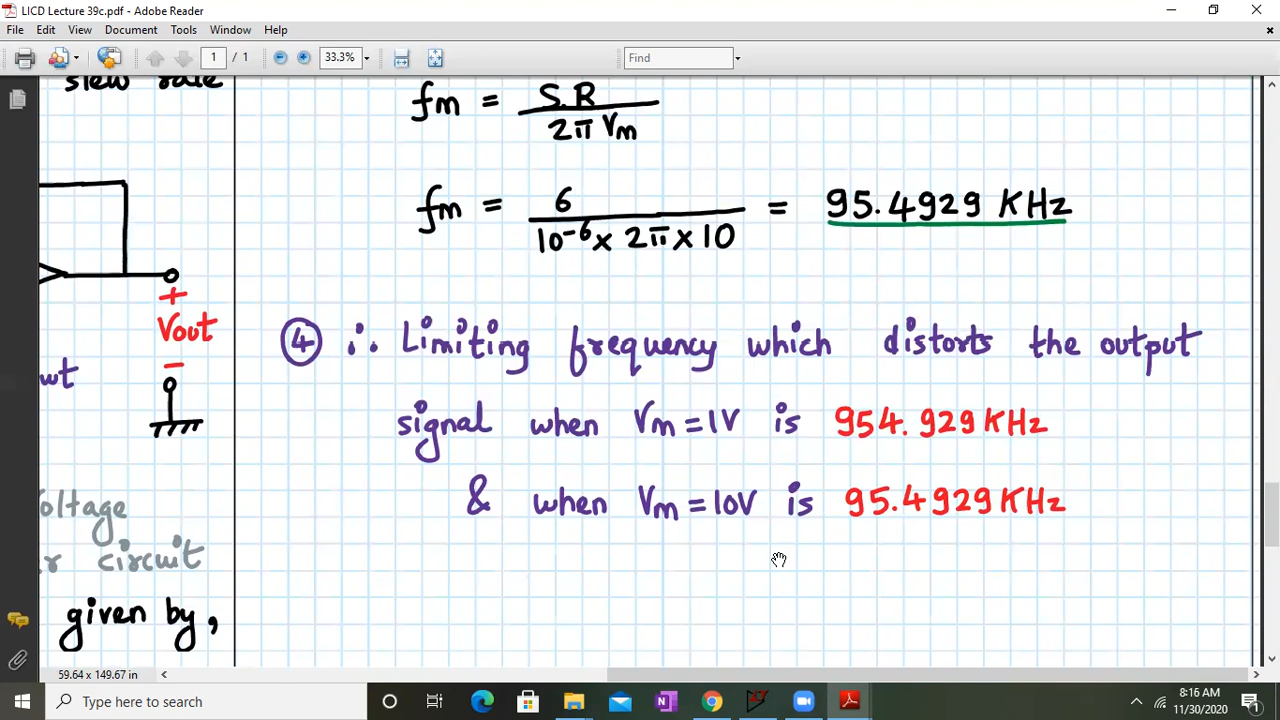 LICD Lecture 39c.pdf - Adobe Reader
File Edit View Document Tools Window Help
1 / 1 33.3% Find
slew rate
fm = S.R / 2π Vm
fm = 6 / 10⁻⁶ x 2π x 10 = 95.4929 KHz
+
Vout
-
wt
④ ∴ Limiting frequency which distorts the output
signal when Vm = 1V is 954.929 KHz
& when Vm = 10V is 95.4929 KHz
oltage
r circuit
given by,
59.64 x 149.67 in
Type here to search
8:16 AM
11/30/2020
1